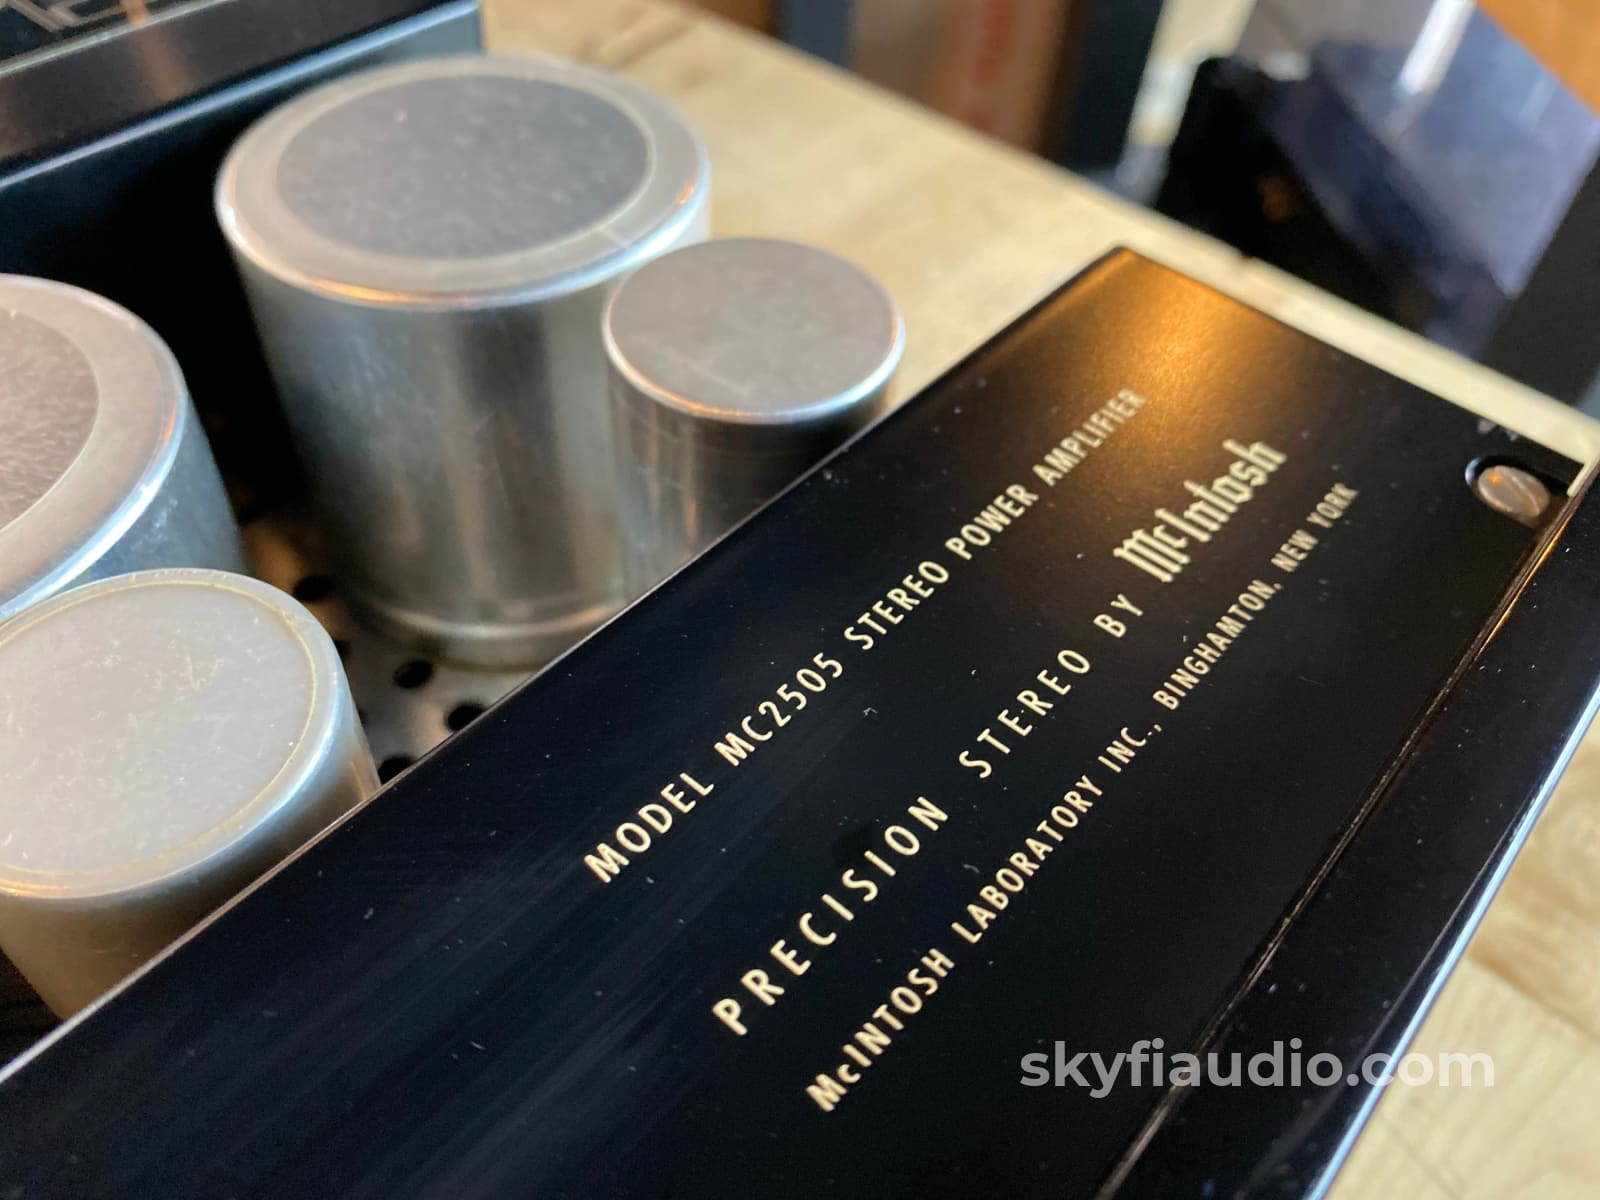 MODEL MC2505 STEREO POWER AMPLIFIER
PRECISION STEREO BY McIntosh
McINTOSH LABORATORY INC., BINGHAMTON, NEW YORK
skyfiaudio.com